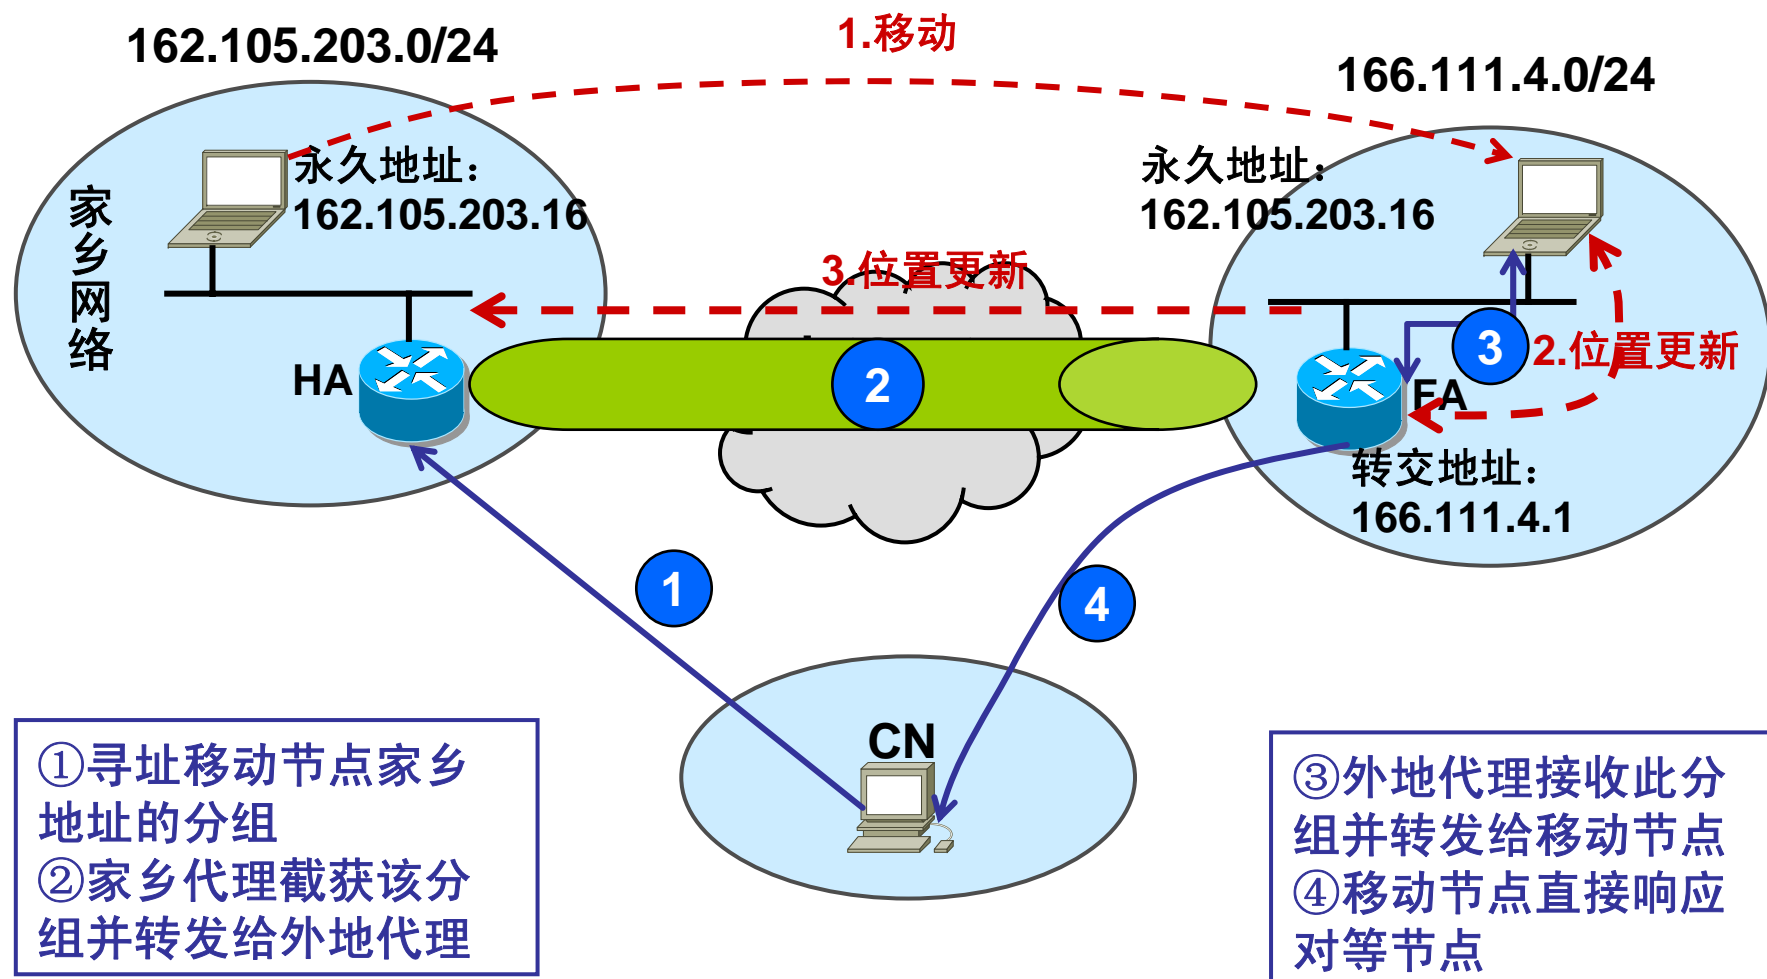 1.移动
162.105.203.0/24
166.111.4.0/24
家乡网络
永久地址：
162.105.203.16
永久地址：
162.105.203.16
3.位置更新
HA
2
3
2.位置更新
FA
转交地址：
166.111.4.1
1
4
CN
①寻址移动节点家乡
地址的分组
②家乡代理截获该分
组并转发给外地代理
③外地代理接收此分
组并转发给移动节点
④移动节点直接响应
对等节点